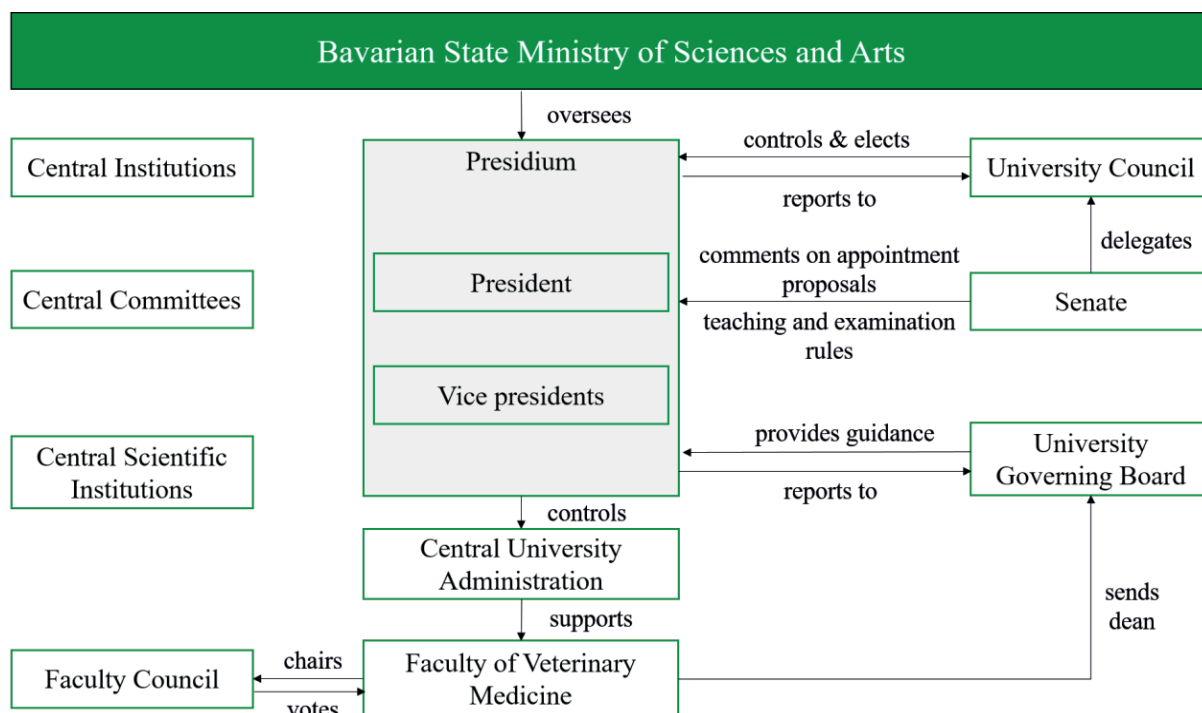 Bavarian State Ministry of Sciences and Arts
oversees
Central Institutions
Presidium
controls & elects
reports to
University Council
delegates
Central Committees
President
comments on appointment
proposals
teaching and examination
rules
Senate
Vice presidents
Central Scientific
Institutions
provides guidance
reports to
University
Governing Board
controls
Central University
Administration
sends
dean
supports
Faculty Council
chairs
votes
Faculty of Veterinary
Medicine